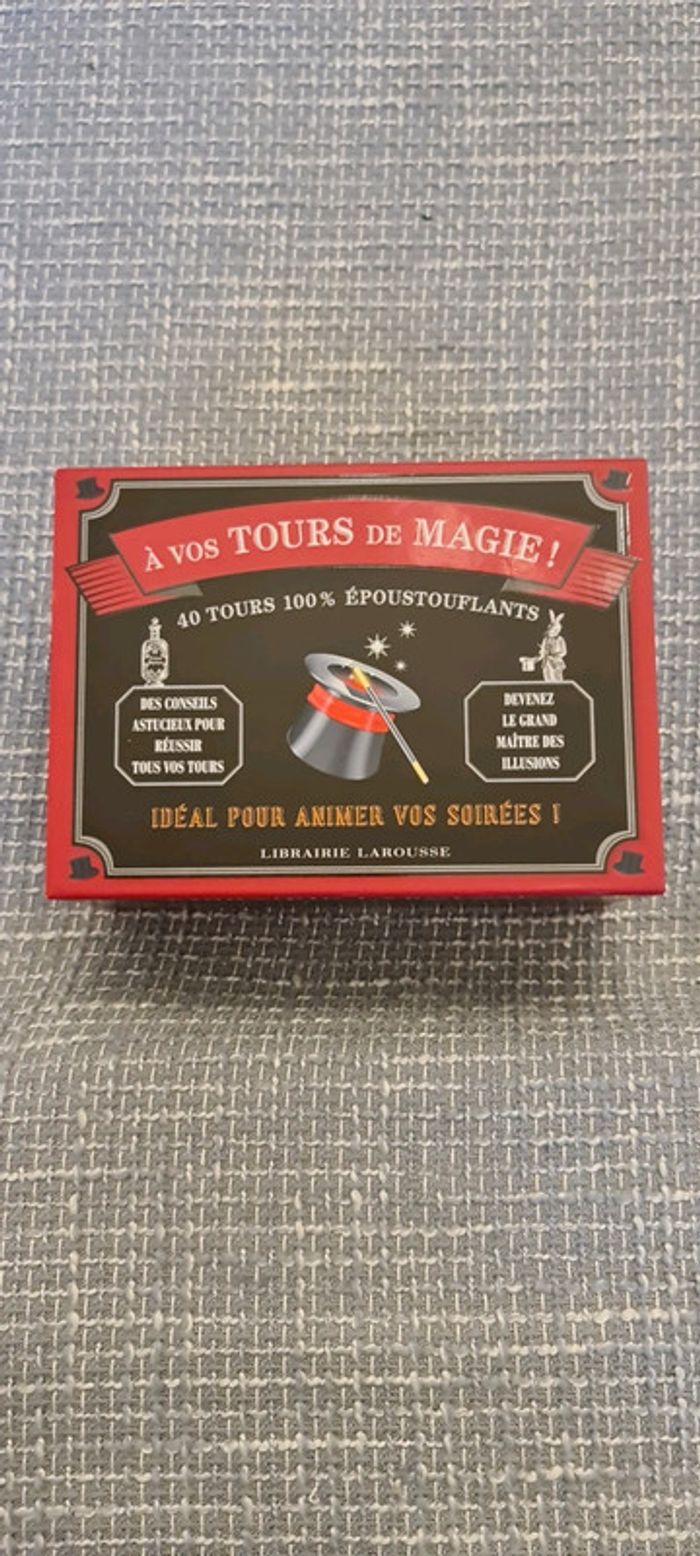 À VOS TOURS DE MAGIE !
40 TOURS 100% ÉPOUSTOUFLANTS
DES CONSEILS
ASTUCIEUX POUR
RÉUSSIR
TOUS VOS TOURS
DEVENEZ
LE GRAND
MAÎTRE DES
ILLUSIONS
IDÉAL POUR ANIMER VOS SOIRÉES !
LIBRAIRIE LAROUSSE